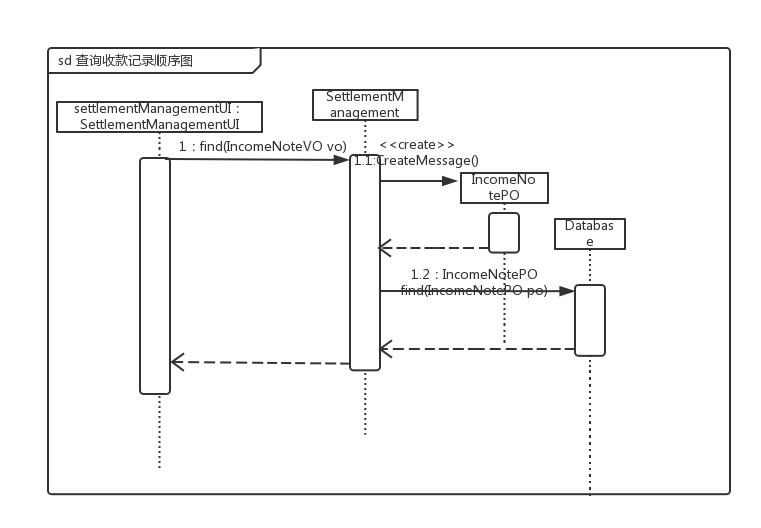 sd 查询收款记录顺序图
SettlementM
anagement
settlementManagementUI :
SettlementManagementUI
1 : find(IncomeNoteVO vo)
<<create>>
1.1:CreateMessage()
IncomeNo
tePO
Databas
e
1.2 : IncomeNotePO
find(IncomeNotePO po)